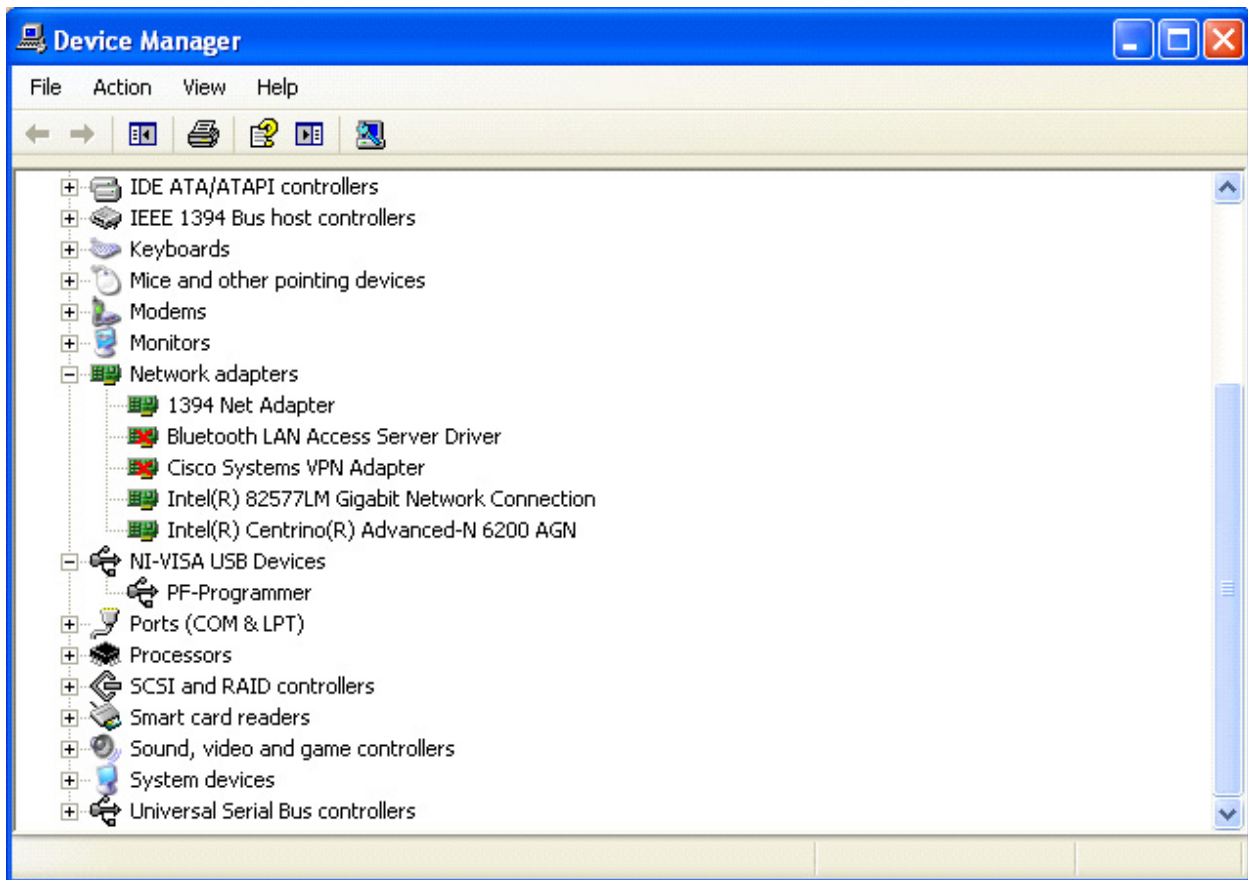 Device Manager
File Action View Help
IDE ATA/ATAPI controllers
IEEE 1394 Bus host controllers
Keyboards
Mice and other pointing devices
Modems
Monitors
Network adapters
1394 Net Adapter
Bluetooth LAN Access Server Driver
Cisco Systems VPN Adapter
Intel(R) 82577LM Gigabit Network Connection
Intel(R) Centrino(R) Advanced-N 6200 AGN
NI-VISA USB Devices
PF-Programmer
Ports (COM & LPT)
Processors
SCSI and RAID controllers
Smart card readers
Sound, video and game controllers
System devices
Universal Serial Bus controllers